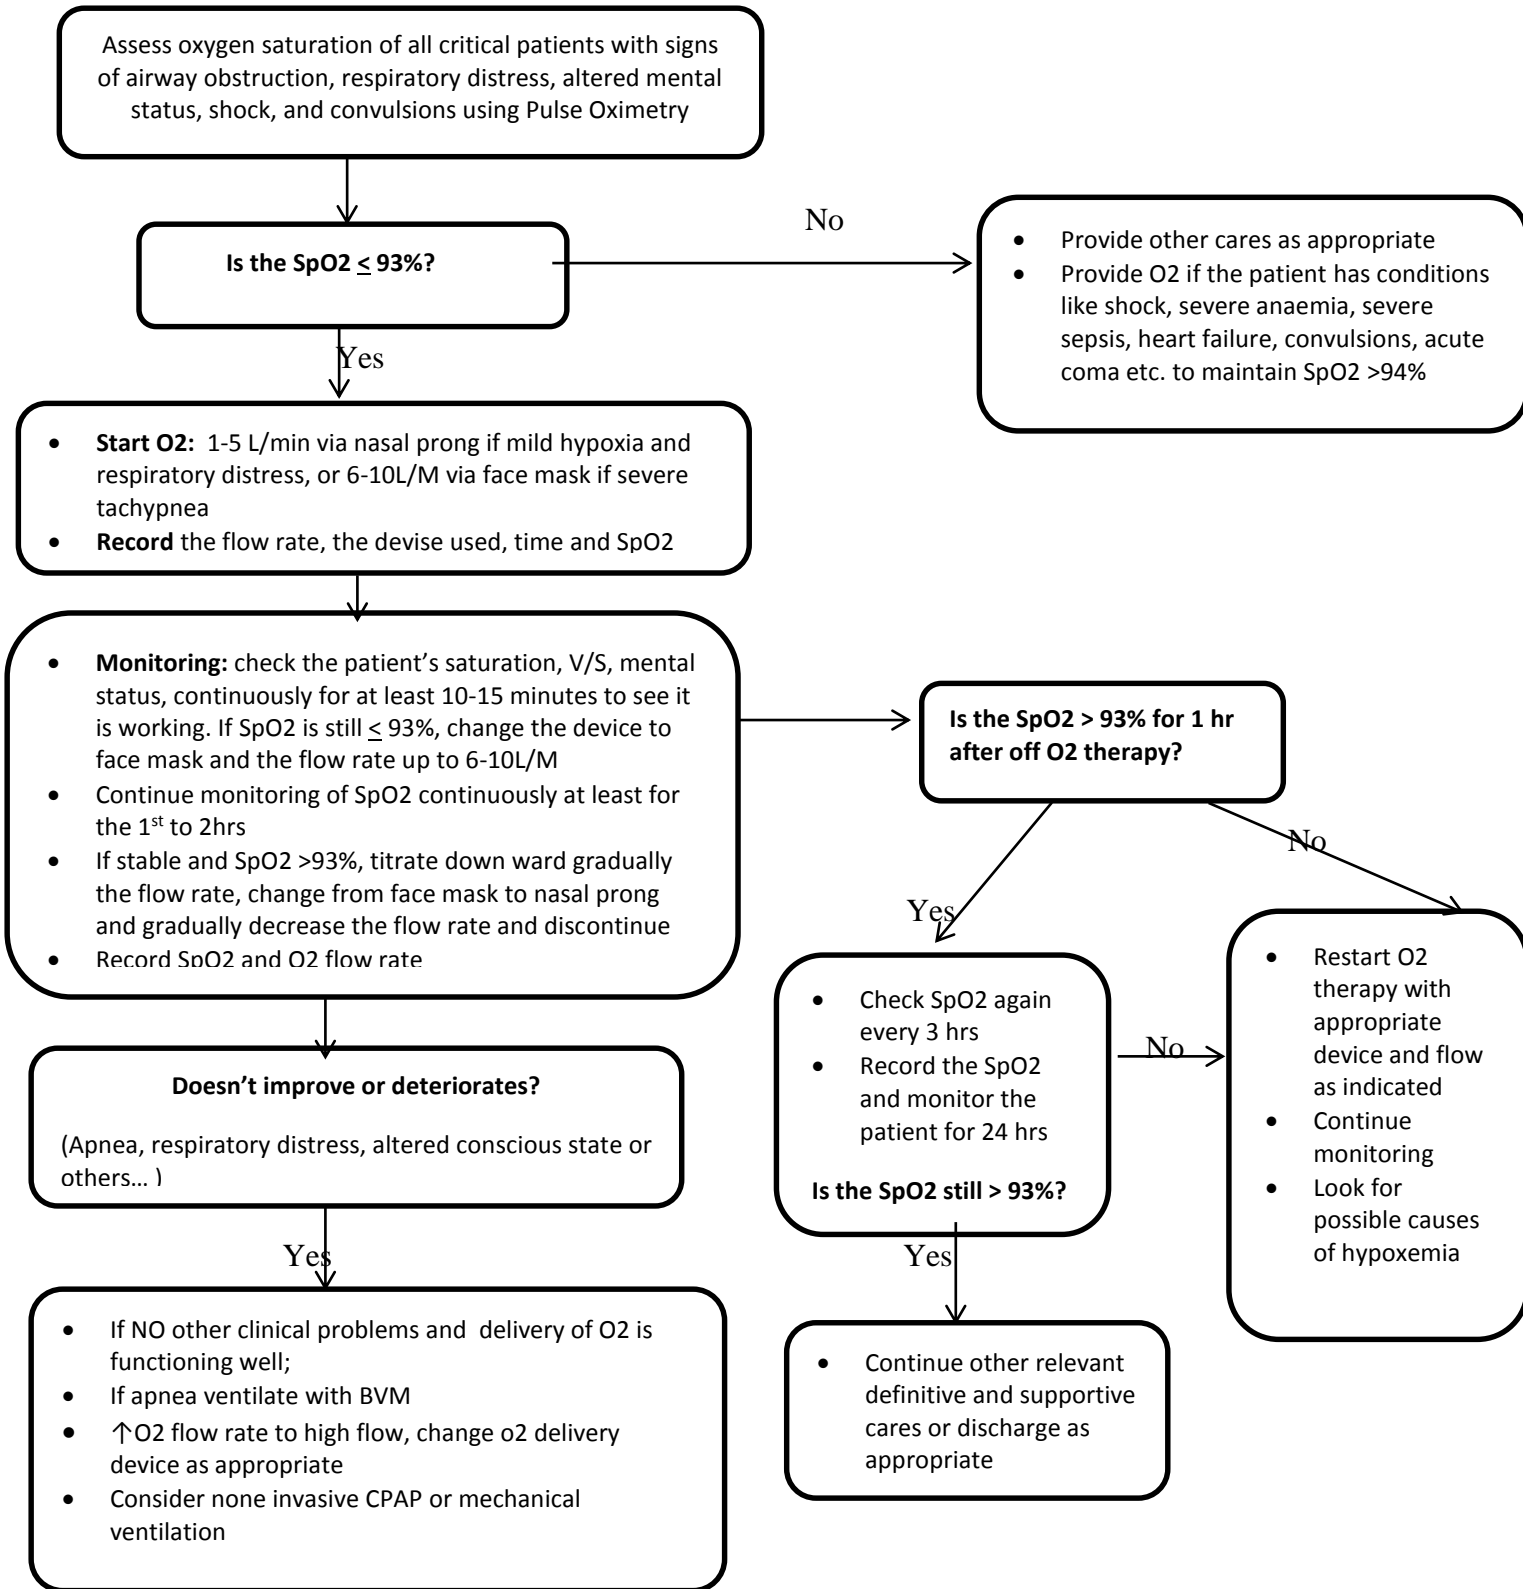 Assess oxygen saturation of all critical patients with signs
of airway obstruction, respiratory distress, altered mental
status, shock, and convulsions using Pulse Oximetry
Is the SpO2 ≤ 93%?
No
• Provide other cares as appropriate
• Provide O2 if the patient has conditions
like shock, severe anaemia, severe
sepsis, heart failure, convulsions, acute
coma etc. to maintain SpO2 >94%
Yes
• Start O2: 1-5 L/min via nasal prong if mild hypoxia and
respiratory distress, or 6-10L/M via face mask if severe
tachypnea
• Record the flow rate, the devise used, time and SpO2
• Monitoring: check the patient’s saturation, V/S, mental
status, continuously for at least 10-15 minutes to see it
is working. If SpO2 is still ≤ 93%, change the device to
face mask and the flow rate up to 6-10L/M
• Continue monitoring of SpO2 continuously at least for
the 1st to 2hrs
• If stable and SpO2 >93%, titrate down ward gradually
the flow rate, change from face mask to nasal prong
and gradually decrease the flow rate and discontinue
• Record SpO2 and O2 flow rate
Is the SpO2 > 93% for 1 hr
after off O2 therapy?
Yes
No
• Check SpO2 again
every 3 hrs
• Record the SpO2
and monitor the
patient for 24 hrs
Is the SpO2 still > 93%?
No
• Restart O2
therapy with
appropriate
device and flow
as indicated
• Continue
monitoring
• Look for
possible causes
of hypoxemia
Yes
• Continue other relevant
definitive and supportive
cares or discharge as
appropriate
Doesn’t improve or deteriorates?
(Apnea, respiratory distress, altered conscious state or
others… )
Yes
• If NO other clinical problems and delivery of O2 is
functioning well;
• If apnea ventilate with BVM
• ↑O2 flow rate to high flow, change o2 delivery
device as appropriate
• Consider none invasive CPAP or mechanical
ventilation